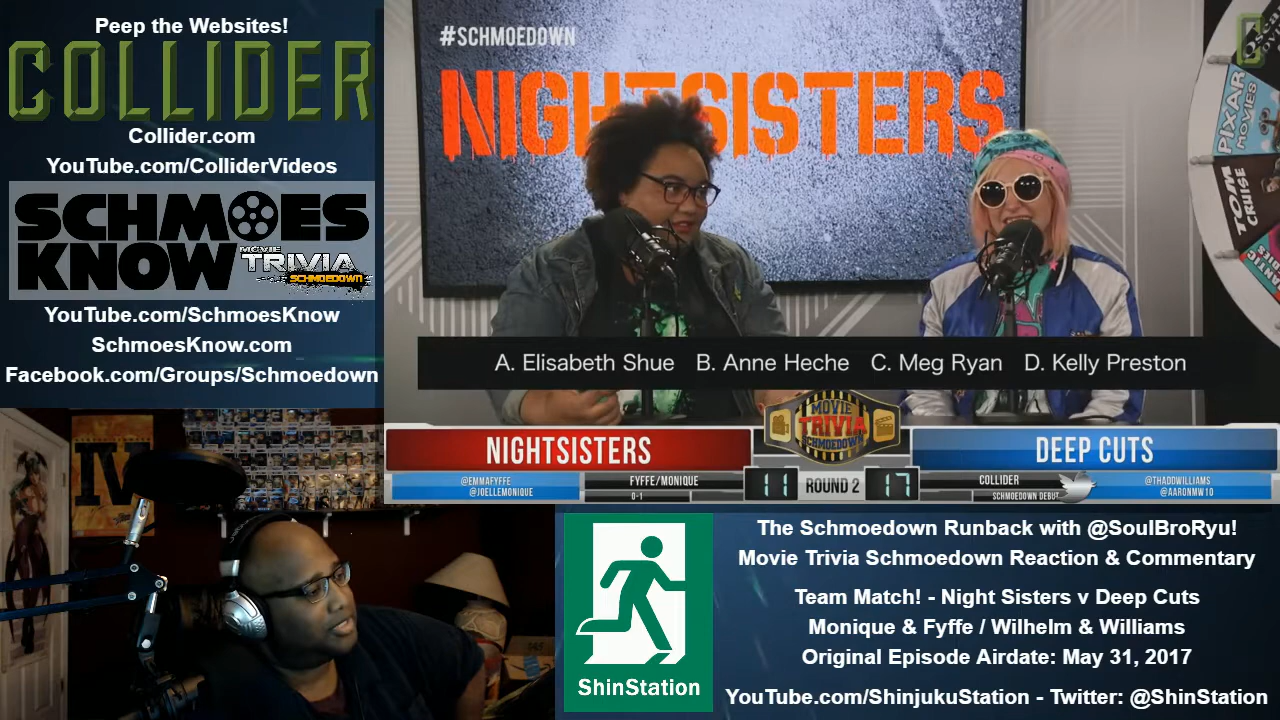 Peep the Websites!
COLLIDER
Collider.com
YouTube.com/ColliderVideos
SCHMOES
KNOW
MOVIE
TRIVIA
SCHMOEDOWN
YouTube.com/SchmoesKnow
SchmoesKnow.com
Facebook.com/Groups/Schmoedown
#SCHMOEDOWN
NIGHTSISTERS
PIXAR
MOVIES
TOM
CRUISE
A. Elisabeth Shue B. Anne Heche C. Meg Ryan D. Kelly Preston
MOVIE
TRIVIA
SCHMOEDOWN
NIGHTSISTERS
DEEP CUTS
@EMMAFYFFE
@JOELLEMONIQUE
FYFFE/MONIQUE
0-1
11
ROUND 2
17
COLLIDER
SCHMOEDOWN DEBUT
@THADDWILLIAMS
@AARONMW10
IV
ShinStation
The Schmoedown Runback with @SoulBroRyu!
Movie Trivia Schmoedown Reaction & Commentary
Team Match! - Night Sisters v Deep Cuts
Monique & Fyffe / Wilhelm & Williams
Original Episode Airdate: May 31, 2017
YouTube.com/ShinjukuStation - Twitter: @ShinStation